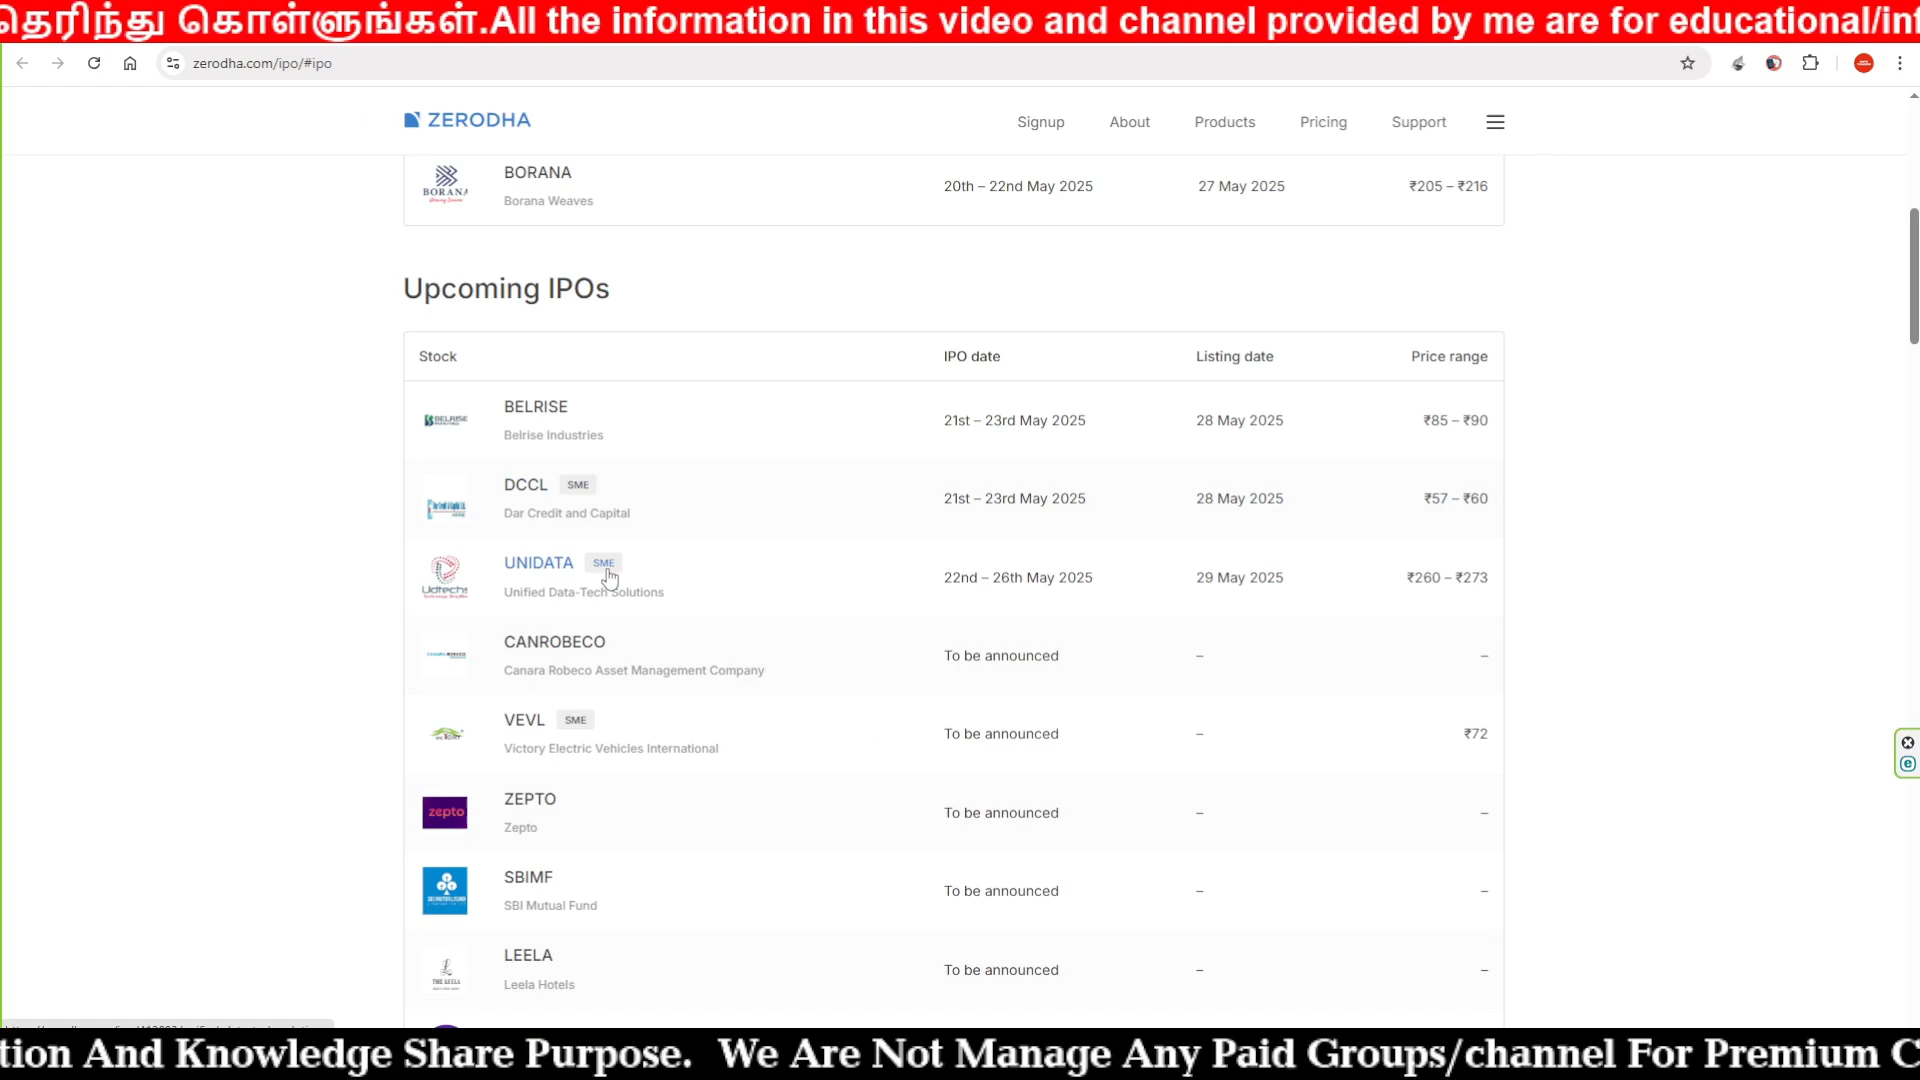 தெரிந்து கொள்ளுங்கள்.All the information in this video and channel provided by me are for educational/in
zerodha.com/ipo/#ipo
ZERODHA
Signup About Products Pricing Support
BORANA
BORANA
Borana Weaves
20th – 22nd May 2025
27 May 2025
₹205 – ₹216
Upcoming IPOs
Stock IPO date Listing date Price range
BELRISE
BELRISE
Belrise Industries
21st – 23rd May 2025
28 May 2025
₹85 – ₹90
DCCL SME
Dar Credit and Capital
21st – 23rd May 2025
28 May 2025
₹57 – ₹60
Udtechs
UNIDATA SME
Unified Data-Tech Solutions
22nd – 26th May 2025
29 May 2025
₹260 – ₹273
CANROBECO
Canara Robeco Asset Management Company
To be announced
–
–
VEVL SME
Victory Electric Vehicles International
To be announced
–
₹72
zepto
ZEPTO
Zepto
To be announced
–
–
SBIMF
SBI Mutual Fund
To be announced
–
–
THE LEELA
LEELA
Leela Hotels
To be announced
–
–
tion And Knowledge Share Purpose. We Are Not Manage Any Paid Groups/channel For Premium C